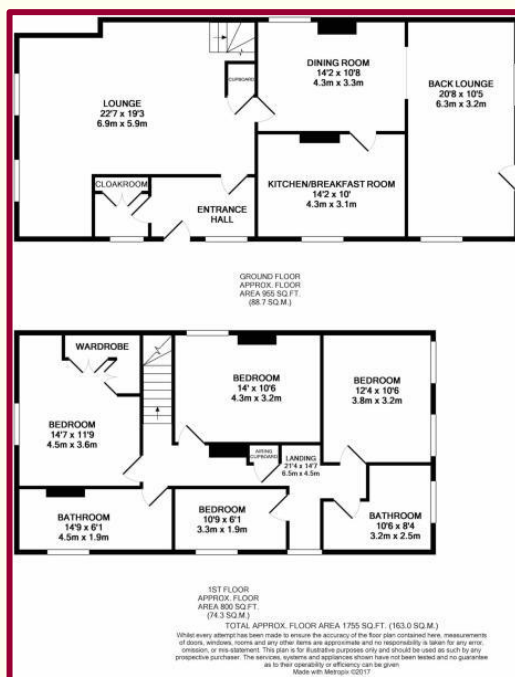 CUPBOARD
DINING ROOM
14'2 x 10'8
4.3m x 3.3m
BACK LOUNGE
20'8 x 10'5
6.3m x 3.2m
LOUNGE
22'7 x 19'3
6.9m x 5.9m
CLOAKROOM
ENTRANCE
HALL
KITCHEN/BREAKFAST ROOM
14'2 x 10'
4.3m x 3.1m
GROUND FLOOR
APPROX. FLOOR
AREA 955 SQ.FT.
(88.7 SQ.M.)
WARDROBE
BEDROOM
14' x 10'6
4.3m x 3.2m
BEDROOM
12'4 x 10'6
3.8m x 3.2m
BEDROOM
14'7 x 11'9
4.5m x 3.6m
AIRING
CUPBOARD
LANDING
21'4 x 14'7
6.5m x 4.5m
BATHROOM
14'9 x 6'1
4.5m x 1.9m
BEDROOM
10'9 x 6'1
3.3m x 1.9m
BATHROOM
10'6 x 8'4
3.2m x 2.5m
1ST FLOOR
APPROX. FLOOR
AREA 800 SQ.FT.
(74.3 SQ.M.)
TOTAL APPROX. FLOOR AREA 1755 SQ.FT. (163.0 SQ.M.)
Whilst every attempt has been made to ensure the accuracy of the floor plan contained here, measurements
of doors, windows, rooms and any other items are approximate and no responsibility is taken for any error,
omission, or mis-statement. This plan is for illustrative purposes only and should be used as such by any
prospective purchaser. The services, systems and appliances shown have not been tested and no guarantee
as to their operability or efficiency can be given
Made with Metropix ©2017